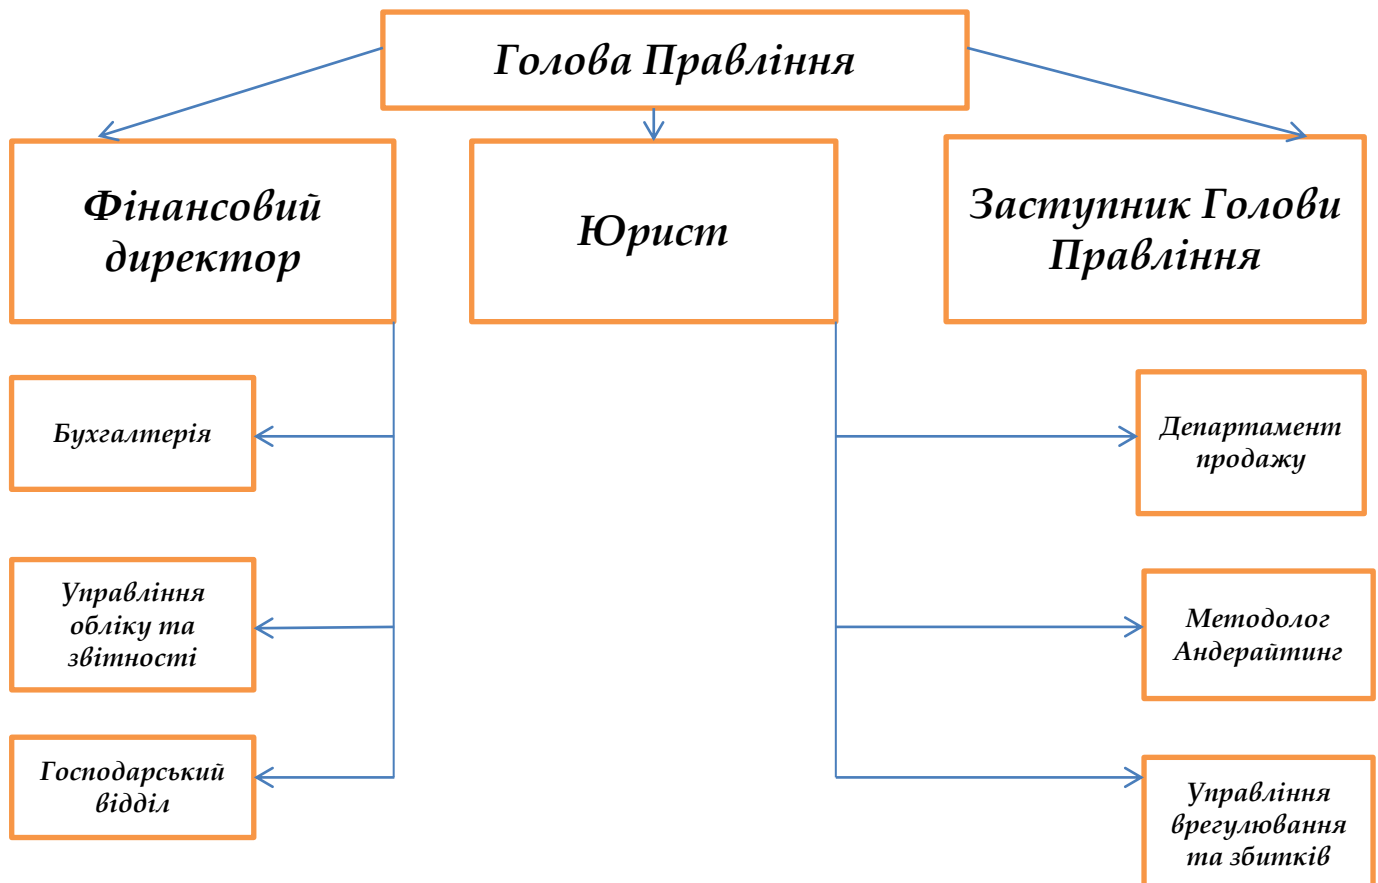 Голова Правління
Фінансовий
директор
Юрист
Заступник Голови
Правління
Бухгалтерія
Департамент
продажу
Управління
обліку та
звітності
Методолог
Андерайтинг
Господарський
відділ
Управління
врегулювання
та збитків